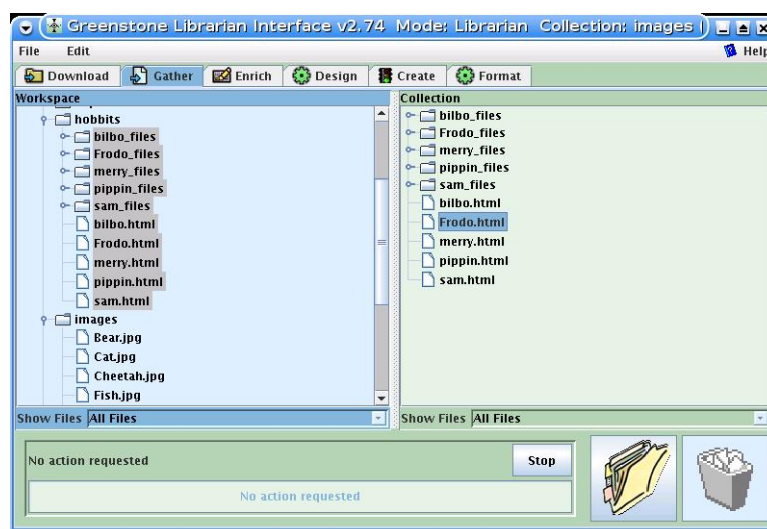 Greenstone Librarian Interface v2.74 Mode: Librarian Collection: images
File Edit Help
Download Gather Enrich Design Create Format
Workspace
hobbits
bilbo_files
Frodo_files
merry_files
pippin_files
sam_files
bilbo.html
Frodo.html
merry.html
pippin.html
sam.html
images
Bear.jpg
Cat.jpg
Cheetah.jpg
Fish.jpg
Show Files All Files
Collection
bilbo_files
Frodo_files
merry_files
pippin_files
sam_files
bilbo.html
Frodo.html
merry.html
pippin.html
sam.html
Show Files All Files
No action requested Stop
No action requested